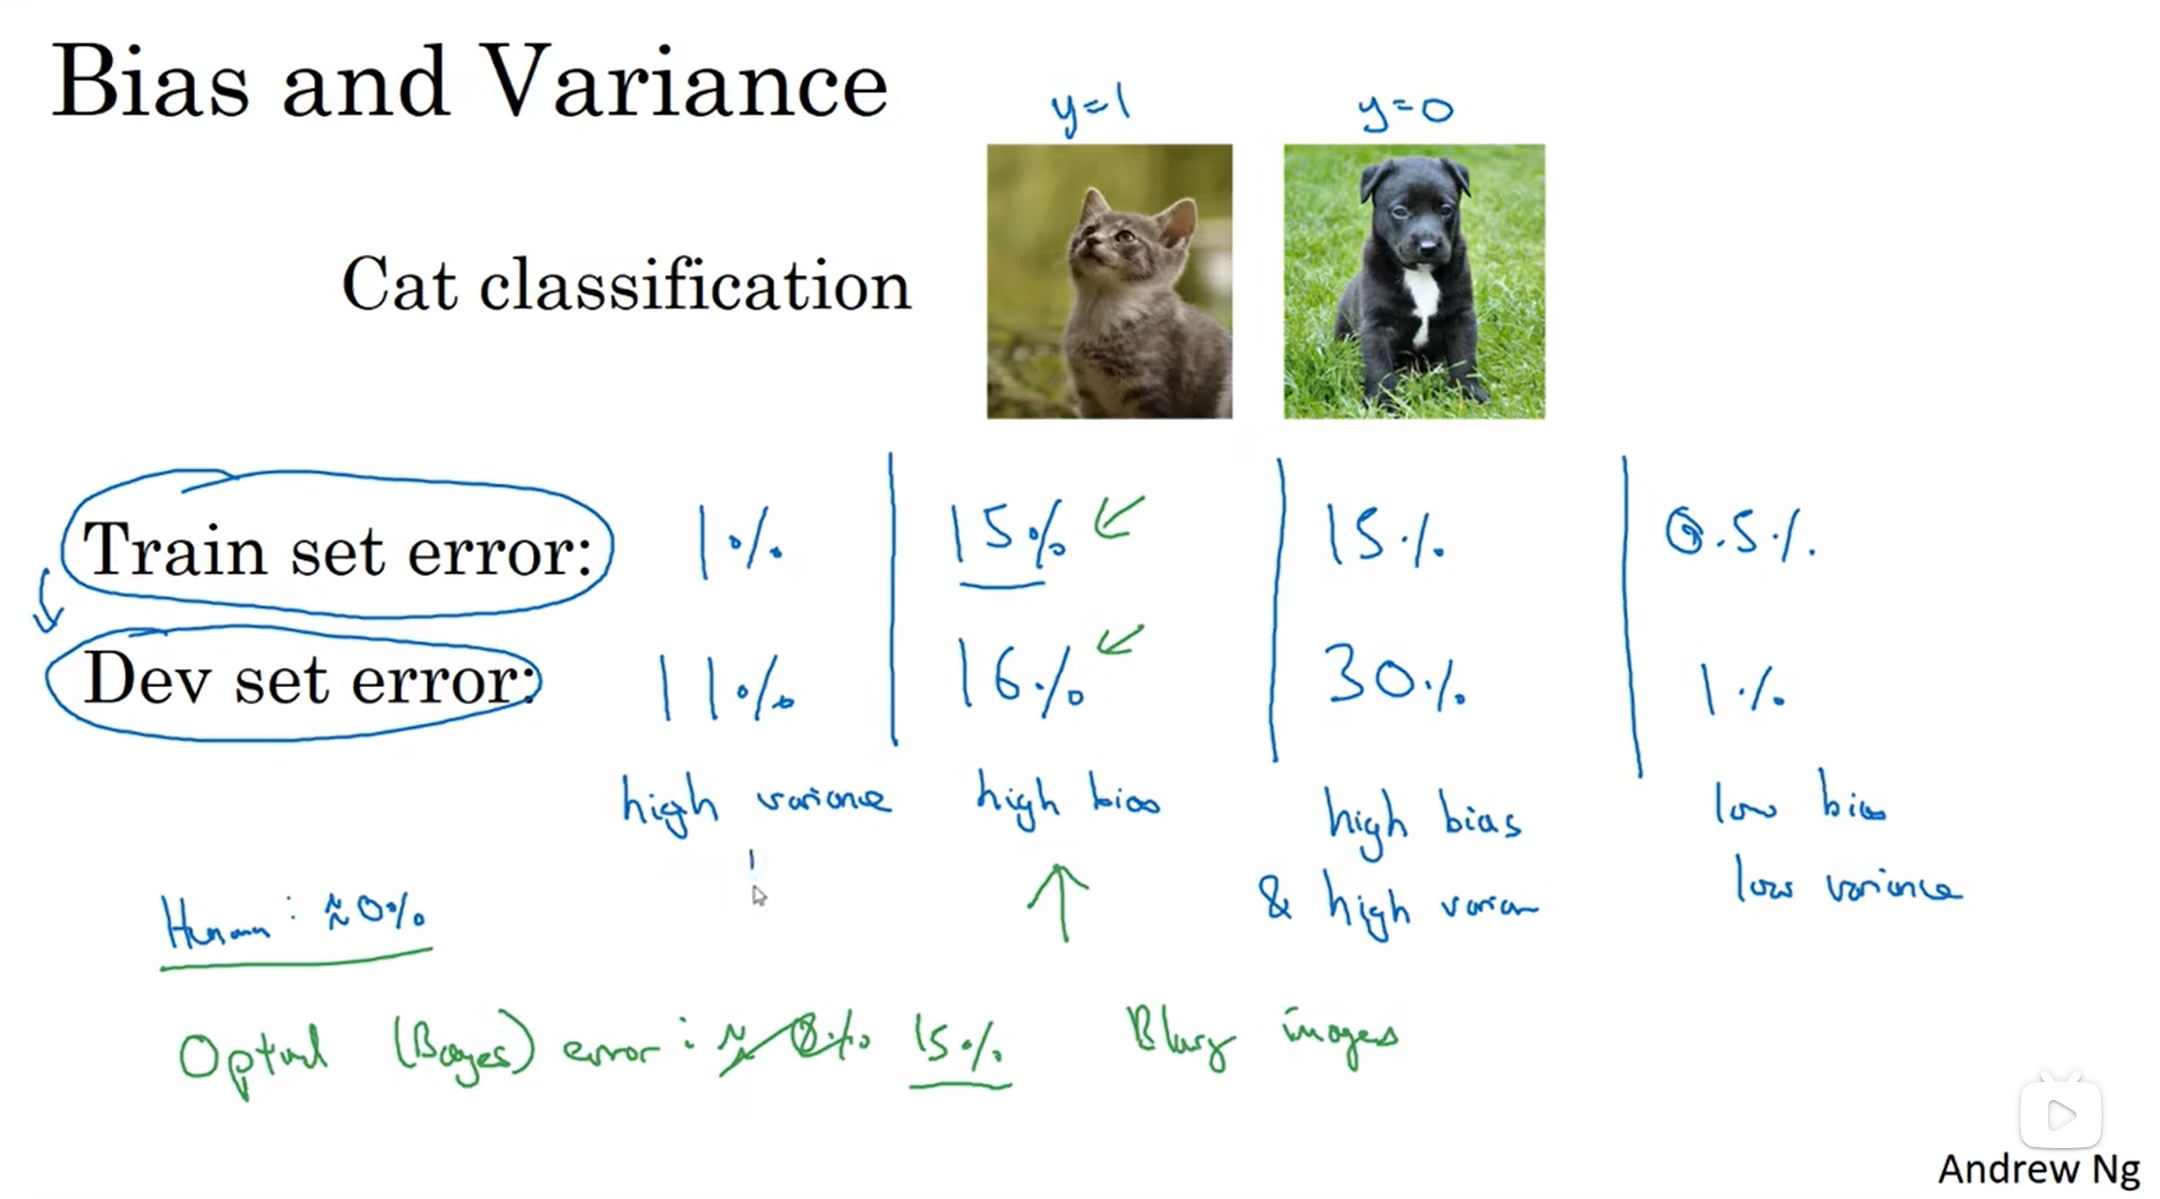 Bias and Variance
y=1 y=0
Cat classification
Train set error: 1% 15% 15% 0.5%
Dev set error: 11% 16% 30% 1%
high variance high bias high bias low bias
& high varian low variance
Human: ≈0%
Optimal (Bayes) error: ≈ 0% 15% Blurry images
Andrew Ng